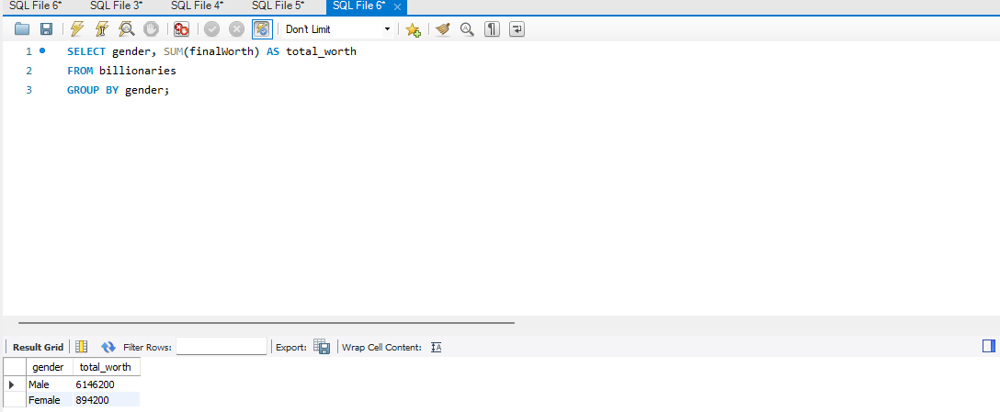 SQL File 6* SQL File 3* SQL File 4* SQL File 5* SQL File 6* ×
Don't Limit
1 SELECT gender, SUM(finalWorth) AS total_worth
2 FROM billionaries
3 GROUP BY gender;
Result Grid Filter Rows: Export: Wrap Cell Content: IA
gender total_worth
Male 6146200
Female 894200